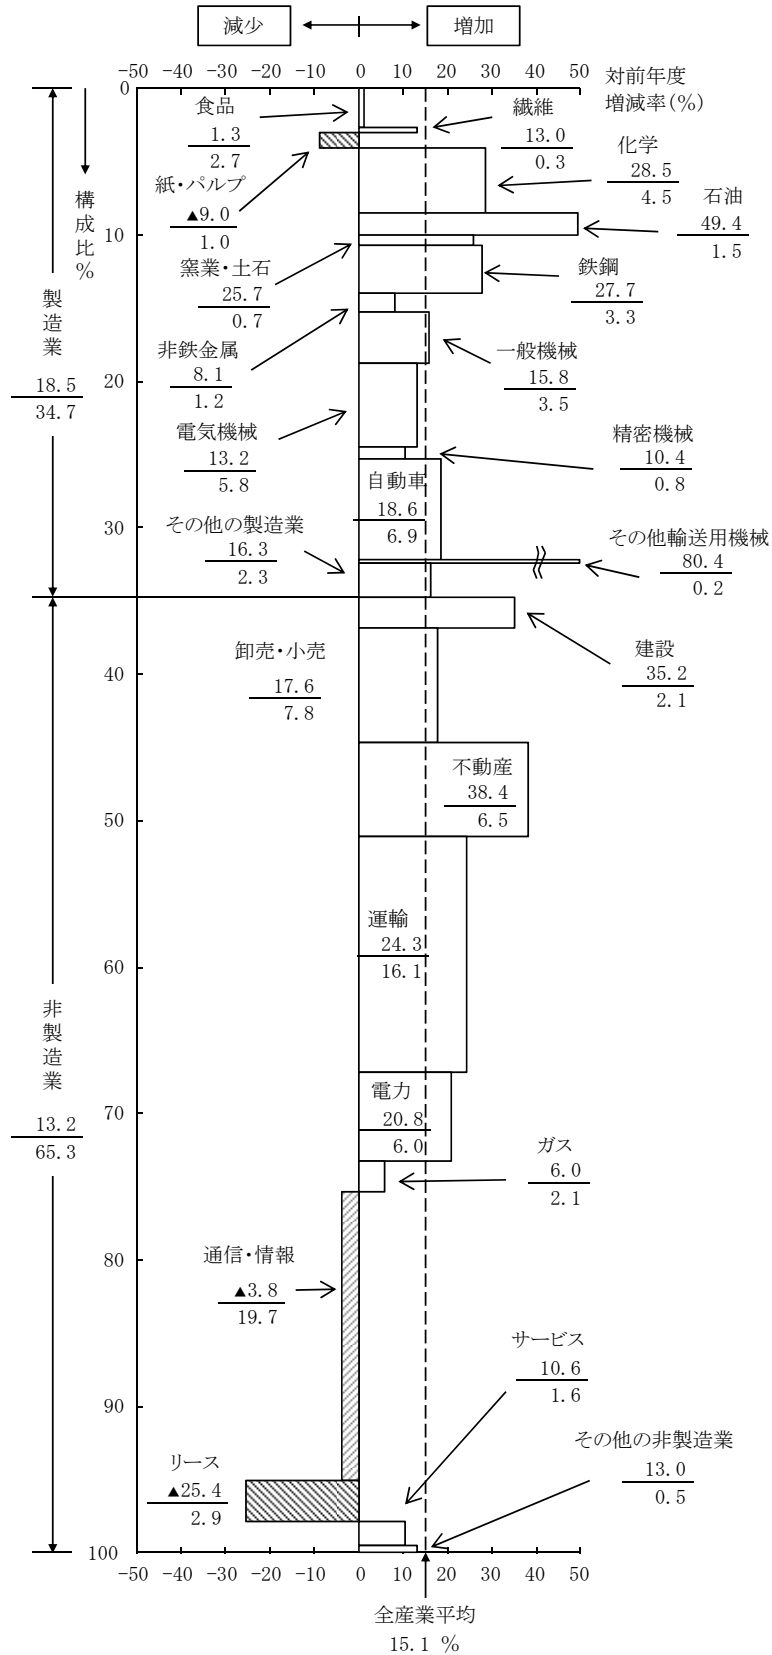 減少
増加
-50 -40 -30 -20 -10 0 10 20 30 40 50
対前年度
増減率(%)
0
10
20
30
40
50
60
70
80
90
100
構成比%
製造業
18.5
34.7
非製造業
13.2
65.3
食品
1.3
2.7
繊維
13.0
0.3
紙・パルプ
▲9.0
1.0
化学
28.5
4.5
石油
49.4
1.5
窯業・土石
25.7
0.7
鉄鋼
27.7
3.3
非鉄金属
8.1
1.2
一般機械
15.8
3.5
電気機械
13.2
5.8
精密機械
10.4
0.8
自動車
18.6
6.9
その他の製造業
16.3
2.3
その他輸送用機械
80.4
0.2
建設
35.2
2.1
卸売・小売
17.6
7.8
不動産
38.4
6.5
運輸
24.3
16.1
電力
20.8
6.0
ガス
6.0
2.1
通信・情報
▲3.8
19.7
サービス
10.6
1.6
リース
▲25.4
2.9
その他の非製造業
13.0
0.5
-50 -40 -30 -20 -10 0 10 20 30 40 50
全産業平均
15.1 %